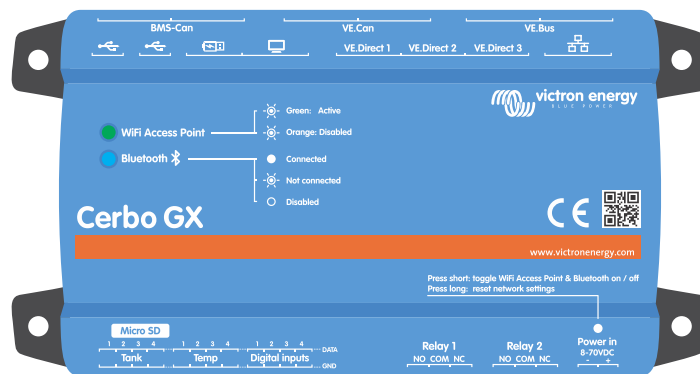 BMS-Can VE.Can VE.Bus
VE.Direct 1 VE.Direct 2 VE.Direct 3
victron energy
BLUE POWER
Green: Active
WiFi Access Point
Orange: Disabled
Bluetooth
Connected
Not connected
Disabled
Cerbo GX
CE
www.victronenergy.com
Press short: toggle WiFi Access Point & Bluetooth on / off
Press long: reset network settings
Micro SD
1 2 3 4 1 2 3 4 1 2 3 4 DATA
Tank Temp Digital inputs
GND
Relay 1 Relay 2 Power in
NO COM NC NO COM NC 8-70VDC
- +